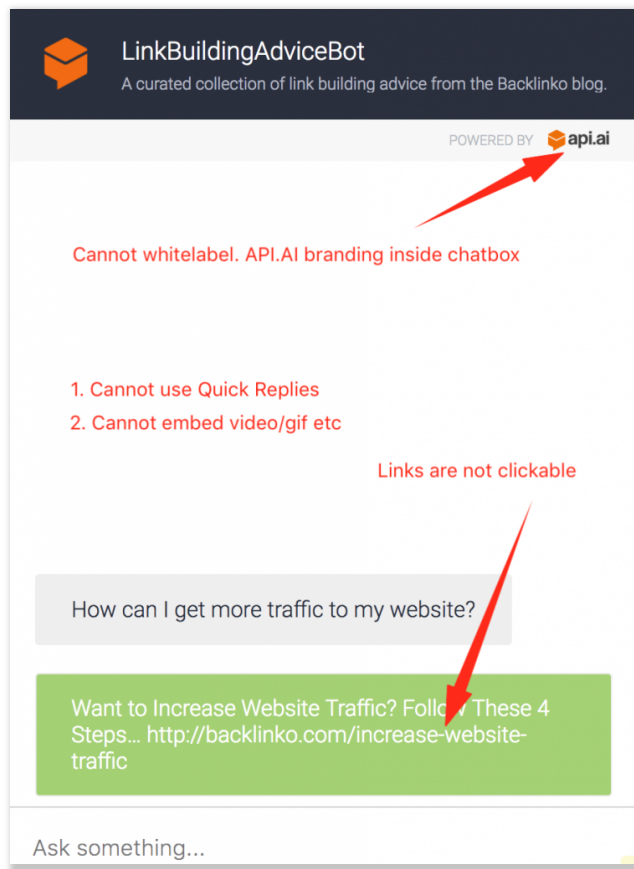 LinkBuildingAdviceBot
A curated collection of link building advice from the Backlinko blog.
POWERED BY api.ai
Cannot whitelabel. API.AI branding inside chatbox
1. Cannot use Quick Replies
2. Cannot embed video/gif etc
Links are not clickable
How can I get more traffic to my website?
Want to Increase Website Traffic? Follow These 4
Steps... http://backlinko.com/increase-website-
traffic
Ask something...